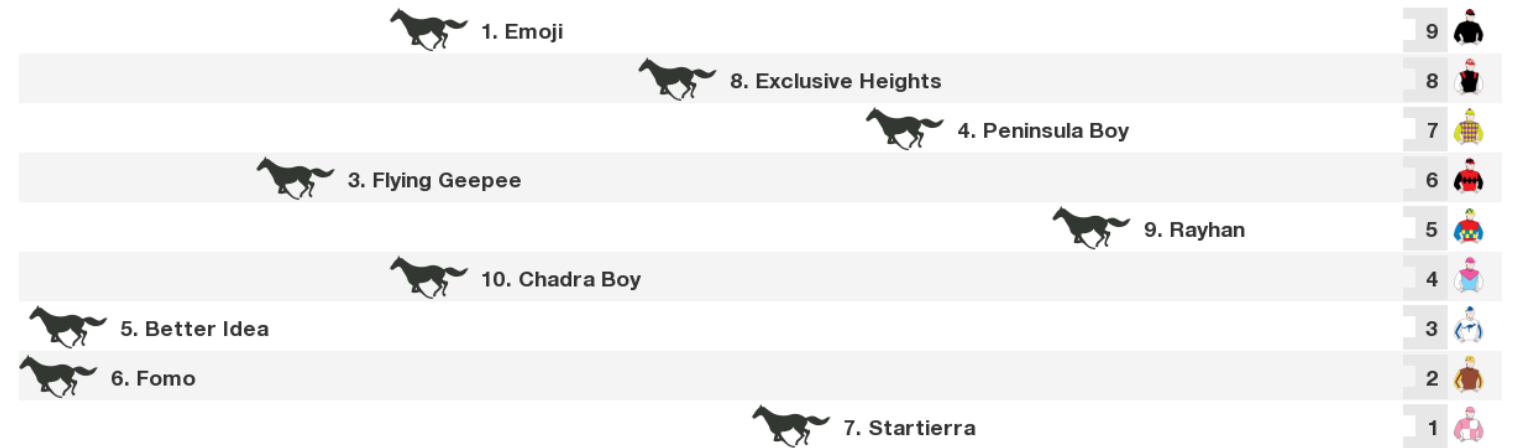 1. Emoji 9
8. Exclusive Heights 8
4. Peninsula Boy 7
3. Flying Geepee 6
9. Rayhan 5
10. Chadra Boy 4
5. Better Idea 3
6. Fomo 2
7. Startierra 1